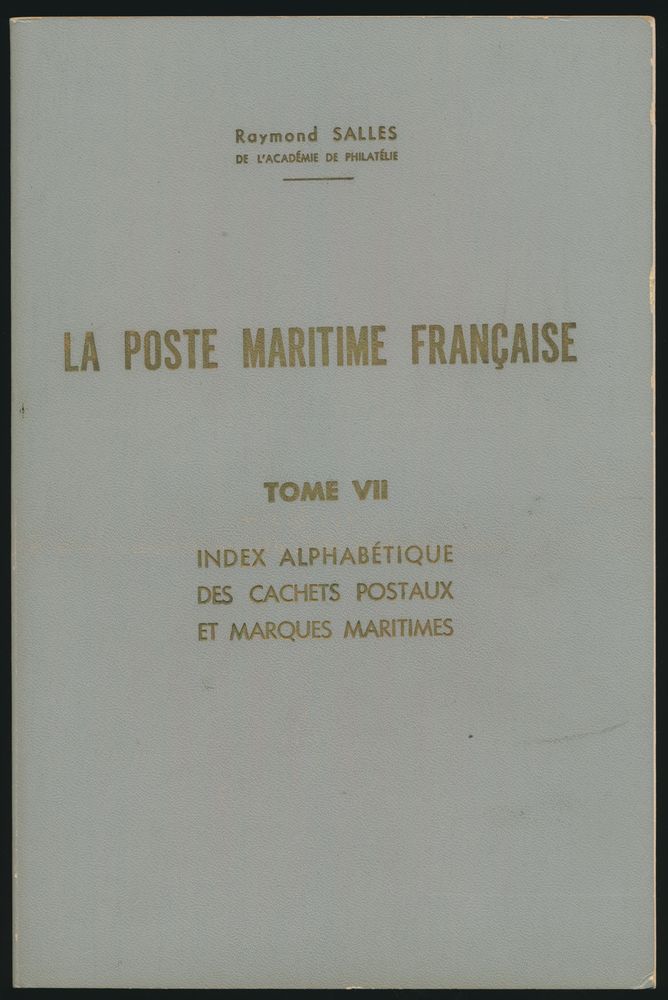 Raymond SALLES
DE L'ACADÉMIE DE PHILATÉLIE
LA POSTE MARITIME FRANÇAISE
TOME VII
INDEX ALPHABÉTIQUE
DES CACHETS POSTAUX
ET MARQUES MARITIMES